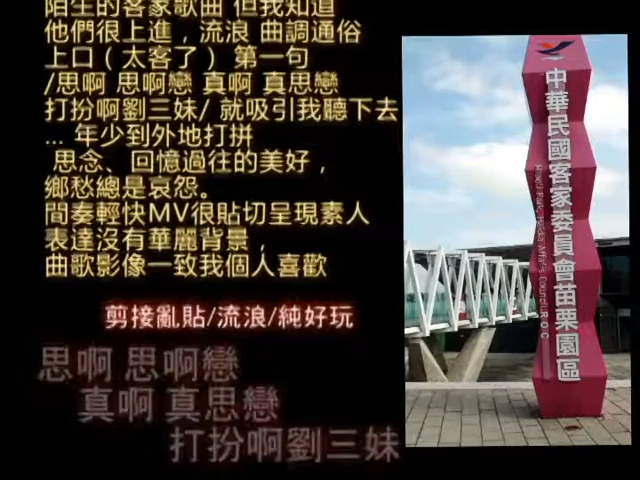 陌生的客家歌曲 但我知道
他們很上進，流浪 曲調通俗
上口（太客了） 第一句
/思啊 思啊戀 真啊 真思戀
打扮啊劉三妹/ 就吸引我聽下去
... 年少到外地打拼
思念、回憶過往的美好，
鄉愁總是哀怨。
間奏輕快MV很貼切呈現素人
表達沒有華麗背景，
曲歌影像一致我個人喜歡
剪接亂貼/流浪/純好玩
思啊 思啊戀
真啊 真思戀
打扮啊劉三妹
中華民國客家委員會苗栗園區